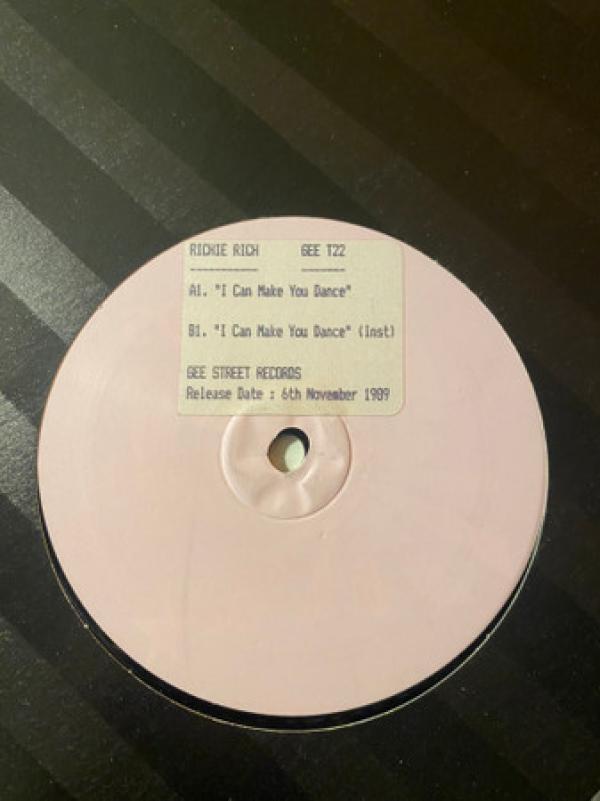 RICHIE RICH GEE T22
------------ --------
A1. "I Can Make You Dance"
B1. "I Can Make You Dance" (Inst)
GEE STREET RECORDS
Release Date : 6th November 1989